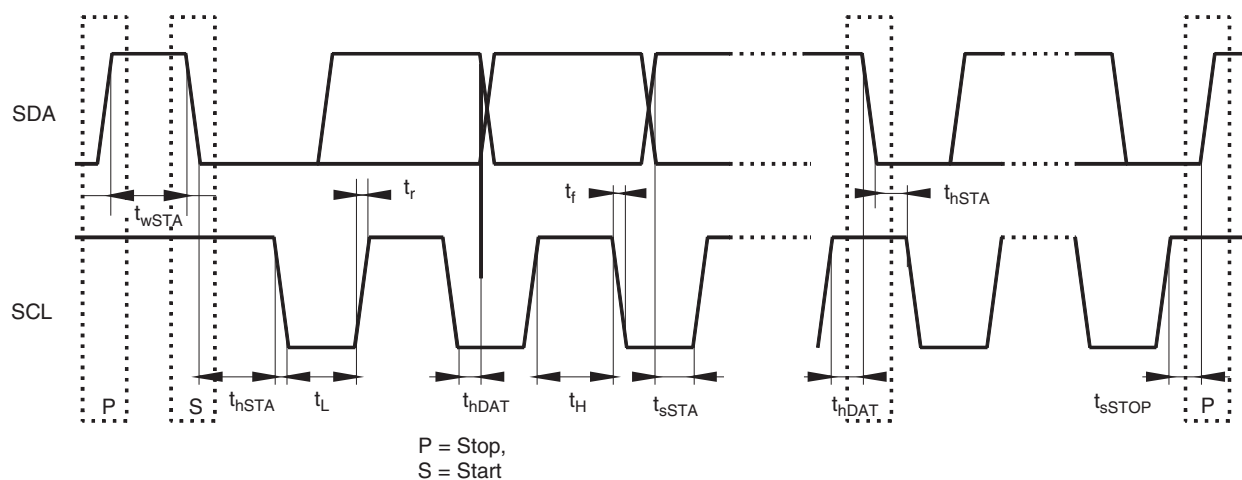 SDA
t_r
t_f
t_wSTA
t_hSTA
SCL
P
S
t_hSTA
t_L
t_hDAT
t_H
t_sSTA
t_hDAT
t_sSTOP
P
P = Stop,
S = Start